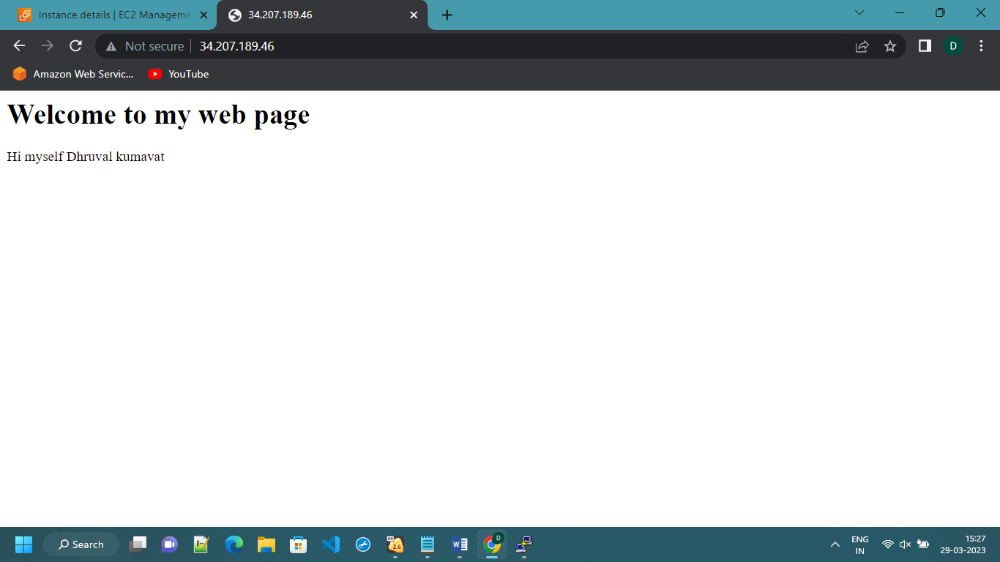 Instance details | EC2 Manageme
34.207.189.46
Not secure
34.207.189.46
D
Amazon Web Servic...
YouTube
Welcome to my web page
Hi myself Dhruval kumavat
Search
2.6
D
ENG
IN
15:27
29-03-2023